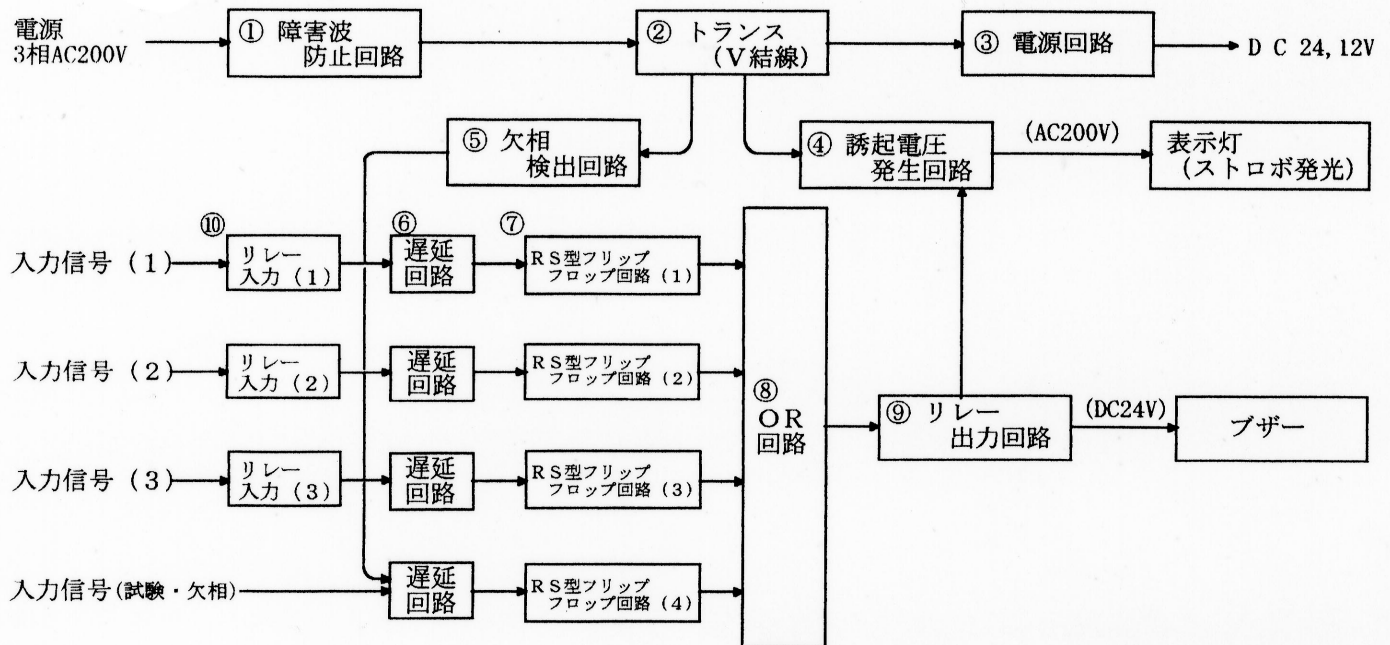 電源
3相AC200V
① 障害波
防止回路
② トランス
(V結線)
③ 電源回路
DC 24,12V
⑤ 欠相
検出回路
④ 誘起電圧
発生回路
(AC200V)
表示灯
(ストロボ発光)
⑩
⑥
⑦
入力信号 (1)
リレー
入力 (1)
遅延
回路
RS型フリップ
フロップ回路 (1)
入力信号 (2)
リレー
入力 (2)
遅延
回路
RS型フリップ
フロップ回路 (2)
⑧
OR
回路
⑨ リレー
出力回路
(DC24V)
ブザー
入力信号 (3)
リレー
入力 (3)
遅延
回路
RS型フリップ
フロップ回路 (3)
入力信号(試験・欠相)
遅延
回路
RS型フリップ
フロップ回路 (4)